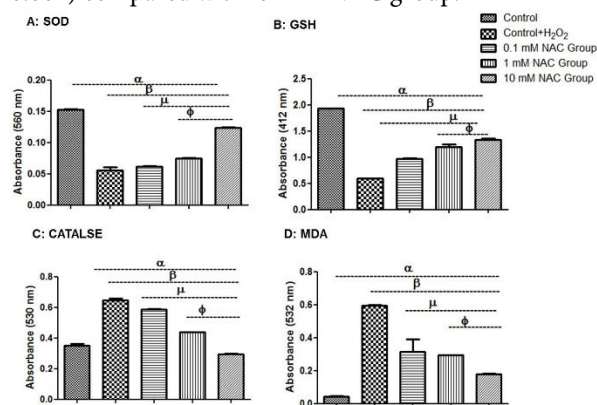 A: SOD
Absorbance (560 nm)
0.20
0.15
0.10
0.05
0.00
α
β
μ
ϕ
B: GSH
Absorbance (412 nm)
2.5
2.0
1.5
1.0
0.5
0.0
α
β
μ
ϕ
Control
Control+H₂O₂
0.1 mM NAC Group
1 mM NAC Group
10 mM NAC Group
C: CATALSE
Absorbance (530 nm)
0.8
0.6
0.4
0.2
0.0
α
β
μ
ϕ
D: MDA
Absorbance (532 nm)
0.8
0.6
0.4
0.2
0.0
α
β
μ
ϕ